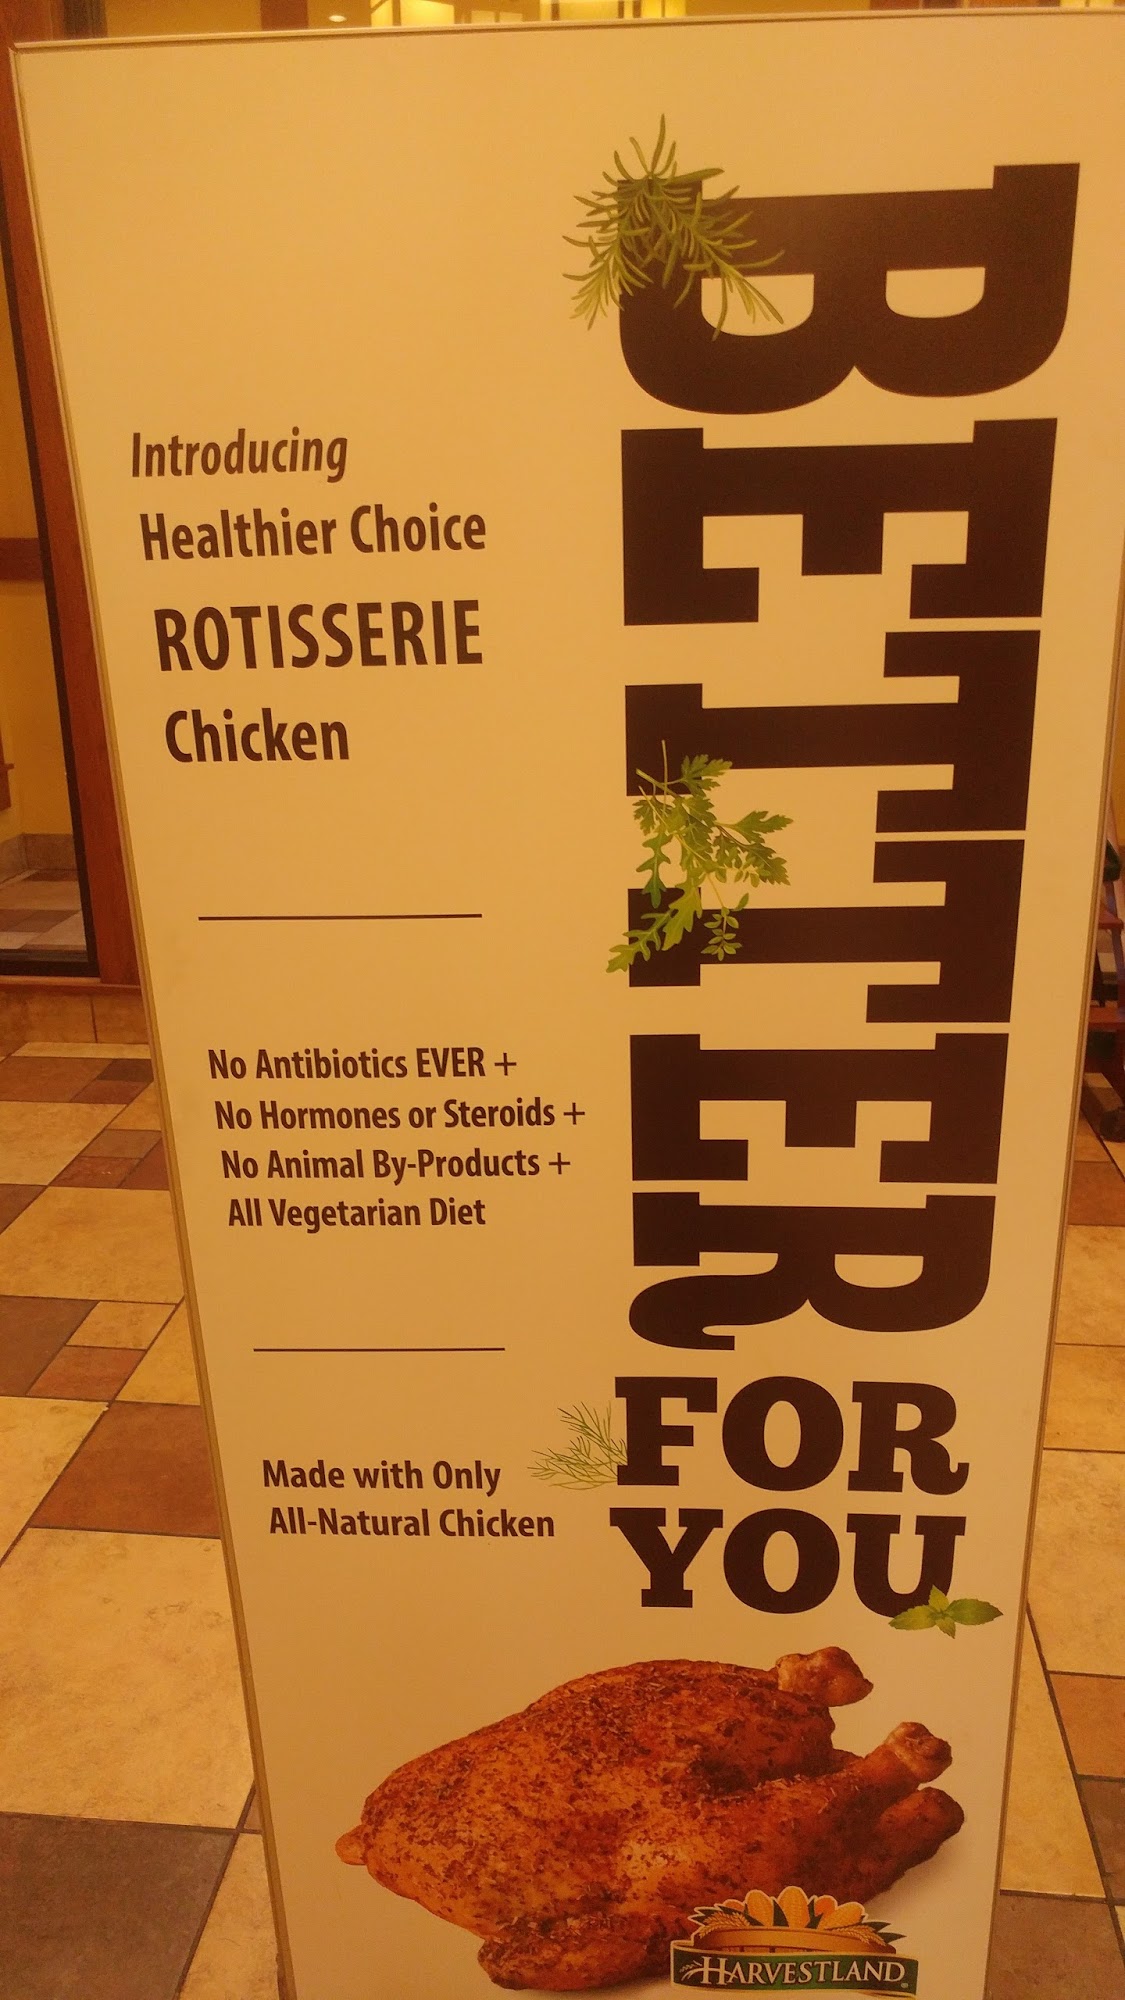 BETTER
FOR
YOU
Introducing
Healthier Choice
ROTISSERIE
Chicken
No Antibiotics EVER +
No Hormones or Steroids +
No Animal By-Products +
All Vegetarian Diet
Made with Only
All-Natural Chicken
HARVESTLAND®